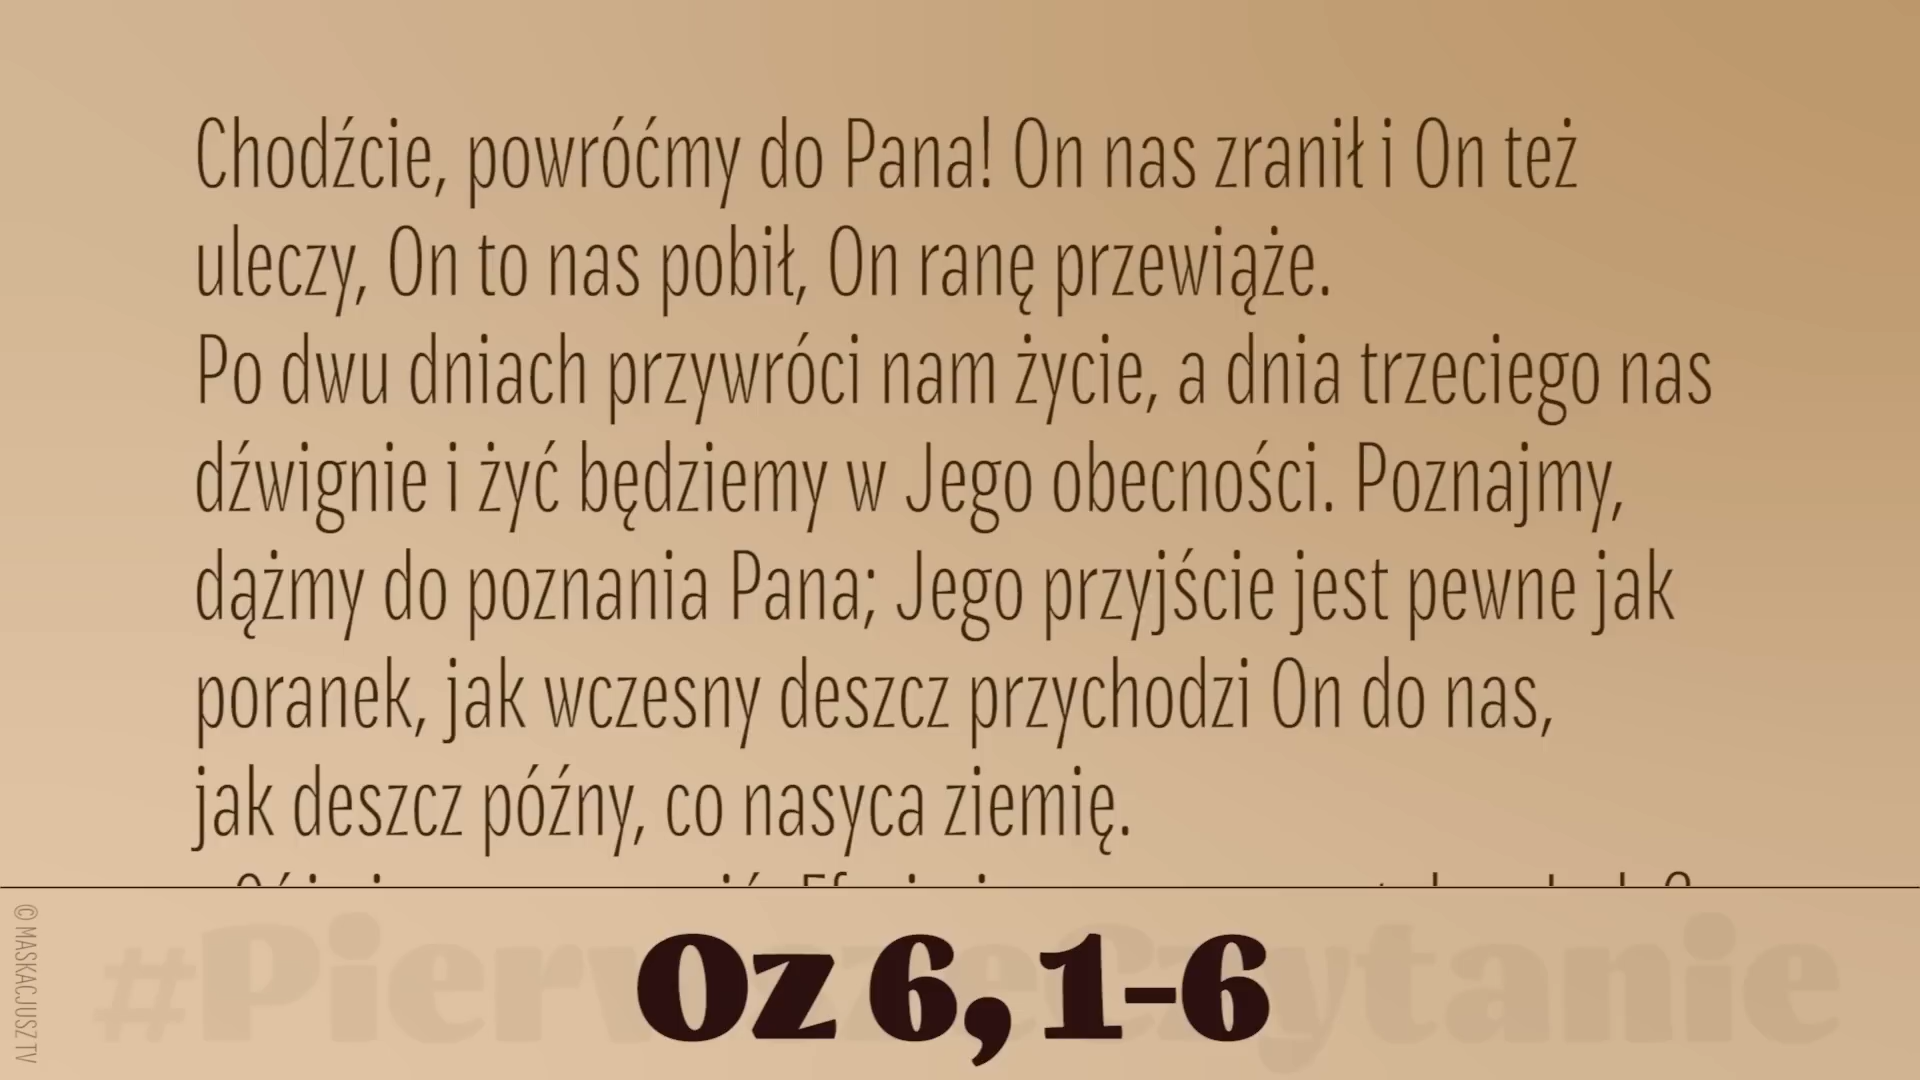 Chodźcie, powróćmy do Pana! On nas zranił i On też
uleczy, On to nas pobił, On ranę przewiąże.
Po dwu dniach przywróci nam życie, a dnia trzeciego nas
dźwignie i żyć będziemy w Jego obecności. Poznajmy,
dążmy do poznania Pana; Jego przyjście jest pewne jak
poranek, jak wczesny deszcz przychodzi On do nas,
jak deszcz późny, co nasyca ziemię.
#PierwszeCzytanie
Oz 6, 1-6
© MASKACJUSZ TV